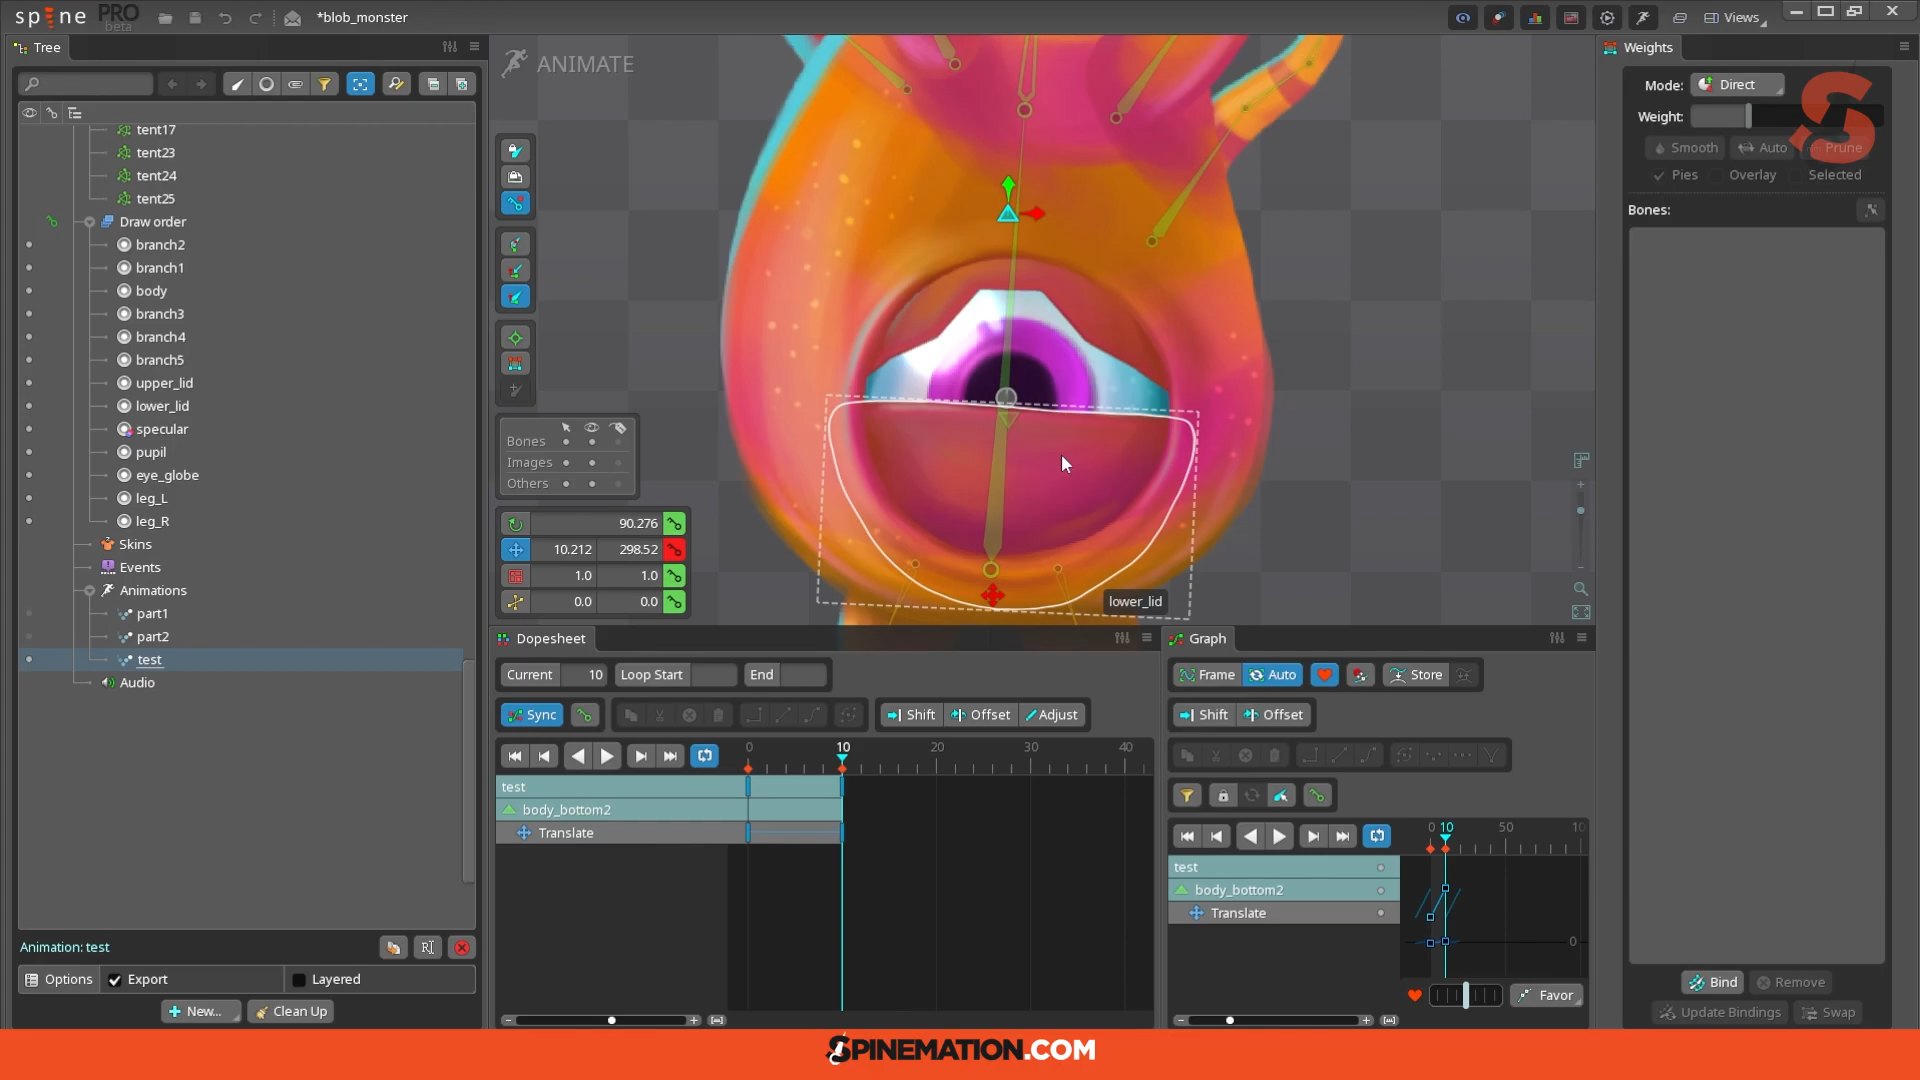 spine PRO beta
*blob_monster
Views
Tree
ANIMATE
Weights
Mode: Direct
Weight:
Smooth Auto Prune
Pies Overlay Selected
Bones:
tent17
tent23
tent24
tent25
Draw order
branch2
branch1
body
branch3
branch4
branch5
upper_lid
lower_lid
specular
pupil
eye_globe
leg_L
leg_R
Skins
Events
Animations
part1
part2
test
Audio
Bones
Images
Others
90.276
10.212 298.52
1.0 1.0
0.0 0.0
lower_lid
Dopesheet
Current 10 Loop Start End
Sync Shift Offset Adjust
0 10 20 30 40
test
body_bottom2
Translate
Graph
Frame Auto Store
Shift Offset
0 10 50 10
test
body_bottom2
Translate
0
Favor
Animation: test
Options Export Layered
New... Clean Up
Bind Remove
Update Bindings Swap
SPINEMATION.COM